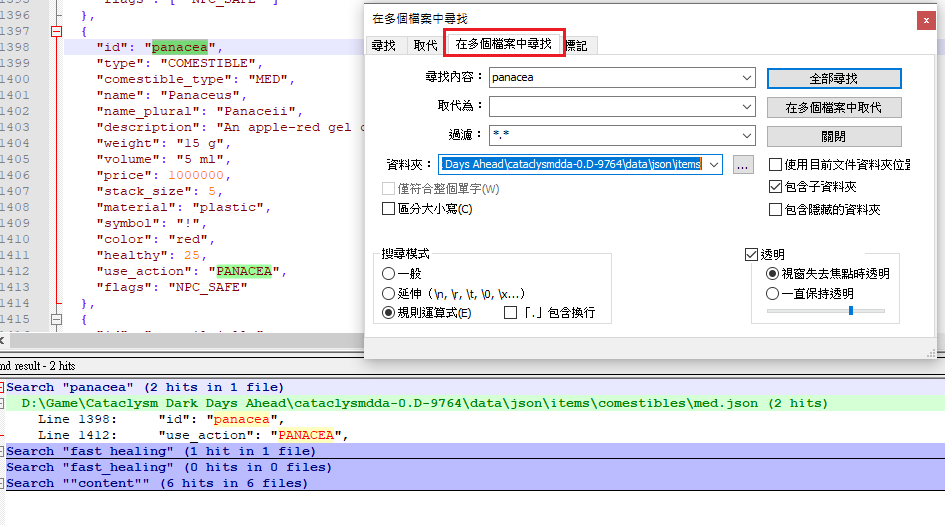 1395 "flags": [ "NPC_SAFE" ]
1396 },
1397 {
1398 "id": "panacea",
1399 "type": "COMESTIBLE",
1400 "comestible_type": "MED",
1401 "name": "Panaceus",
1402 "name_plural": "Panaceii",
1403 "description": "An apple-red gel c
1404 "weight": "15 g",
1405 "volume": "5 ml",
1406 "price": 1000000,
1407 "stack_size": 5,
1408 "material": "plastic",
1409 "symbol": "!",
1410 "color": "red",
1411 "healthy": 25,
1412 "use_action": "PANACEA",
1413 "flags": "NPC_SAFE"
1414 },
1415 {
在多個檔案中尋找
x
尋找 取代 在多個檔案中尋找 標記
尋找內容： panacea 全部尋找
取代為： 在多個檔案中取代
過濾： *.* 關閉
資料夾： Days Ahead\cataclysmdda-0.D-9764\data\json\items ... 使用目前文件資料夾位置
僅符合整個單字(W) 包含子資料夾
區分大小寫(C) 包含隱藏的資料夾
搜尋模式 透明
一般 視窗失去焦點時透明
延伸（\n, \r, \t, \0, \x...） 一直保持透明
規則運算式(E) 「.」包含換行
nd result - 2 hits
Search "panacea" (2 hits in 1 file)
D:\Game\Cataclysm Dark Days Ahead\cataclysmdda-0.D-9764\data\json\items\comestibles\med.json (2 hits)
Line 1398: "id": "panacea",
Line 1412: "use_action": "PANACEA",
Search "fast healing" (1 hit in 1 file)
Search "fast_healing" (0 hits in 0 files)
Search ""content"" (6 hits in 6 files)